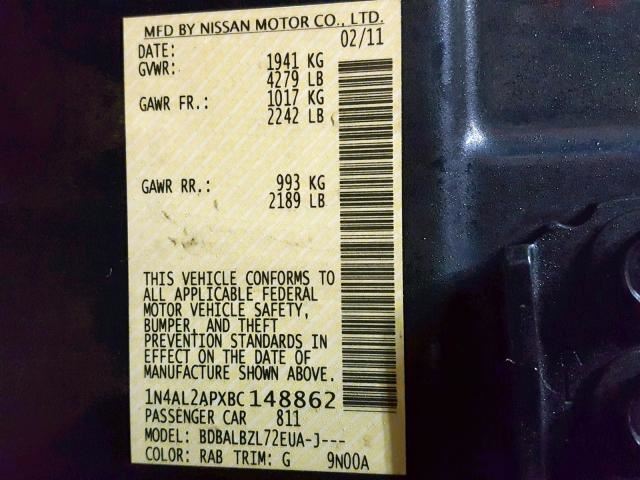 MFD BY NISSAN MOTOR CO., LTD.
DATE: 02/11
GVWR: 1941 KG
4279 LB
GAWR FR.: 1017 KG
2242 LB
GAWR RR.: 993 KG
2189 LB
THIS VEHICLE CONFORMS TO
ALL APPLICABLE FEDERAL
MOTOR VEHICLE SAFETY,
BUMPER, AND THEFT
PREVENTION STANDARDS IN
EFFECT ON THE DATE OF
MANUFACTURE SHOWN ABOVE.
1N4AL2APXBC148862
PASSENGER CAR 811
MODEL: BDBALBZL72EUA-J---
COLOR: RAB TRIM: G 9N00A